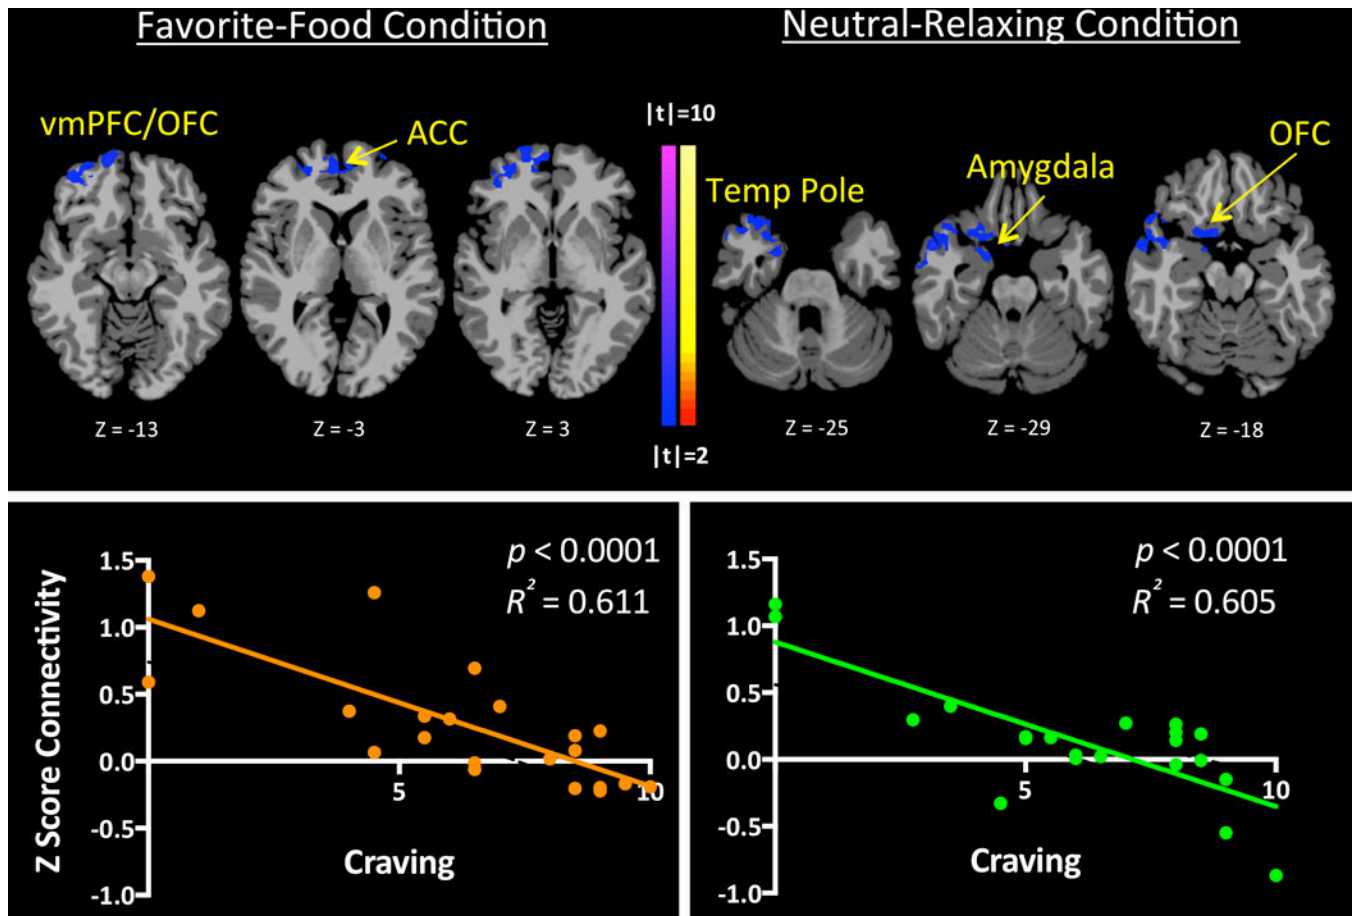 Favorite-Food Condition
Neutral-Relaxing Condition
vmPFC/OFC
ACC
|t|=10
Temp Pole
Amygdala
OFC
Z = -13
Z = -3
Z = 3
|t|=2
Z = -25
Z = -29
Z = -18
Z Score Connectivity
1.5
1.0
0.5
0.0
-0.5
-1.0
5
10
Craving
p < 0.0001
R² = 0.611
1.5
1.0
0.5
0.0
-0.5
-1.0
5
10
Craving
p < 0.0001
R² = 0.605